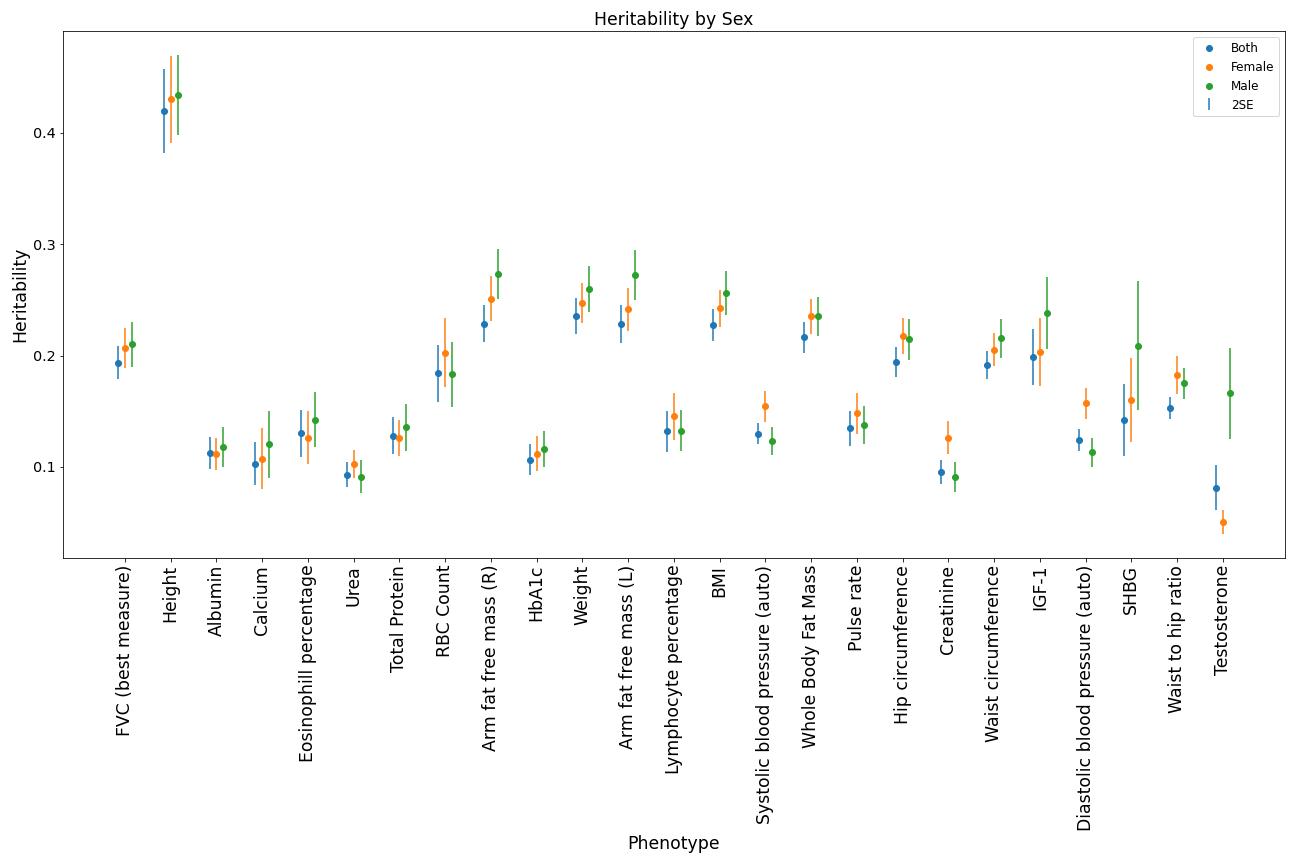 Heritability by Sex
Both
Female
Male
2SE
Heritability
0.4
0.3
0.2
0.1
FVC (best measure)
Height
Albumin
Calcium
Eosinophill percentage
Urea
Total Protein
RBC Count
Arm fat free mass (R)
HbA1c
Weight
Arm fat free mass (L)
Lymphocyte percentage
BMI
Systolic blood pressure (auto)
Whole Body Fat Mass
Pulse rate
Hip circumference
Creatinine
Waist circumference
IGF-1
Diastolic blood pressure (auto)
SHBG
Waist to hip ratio
Testosterone
Phenotype